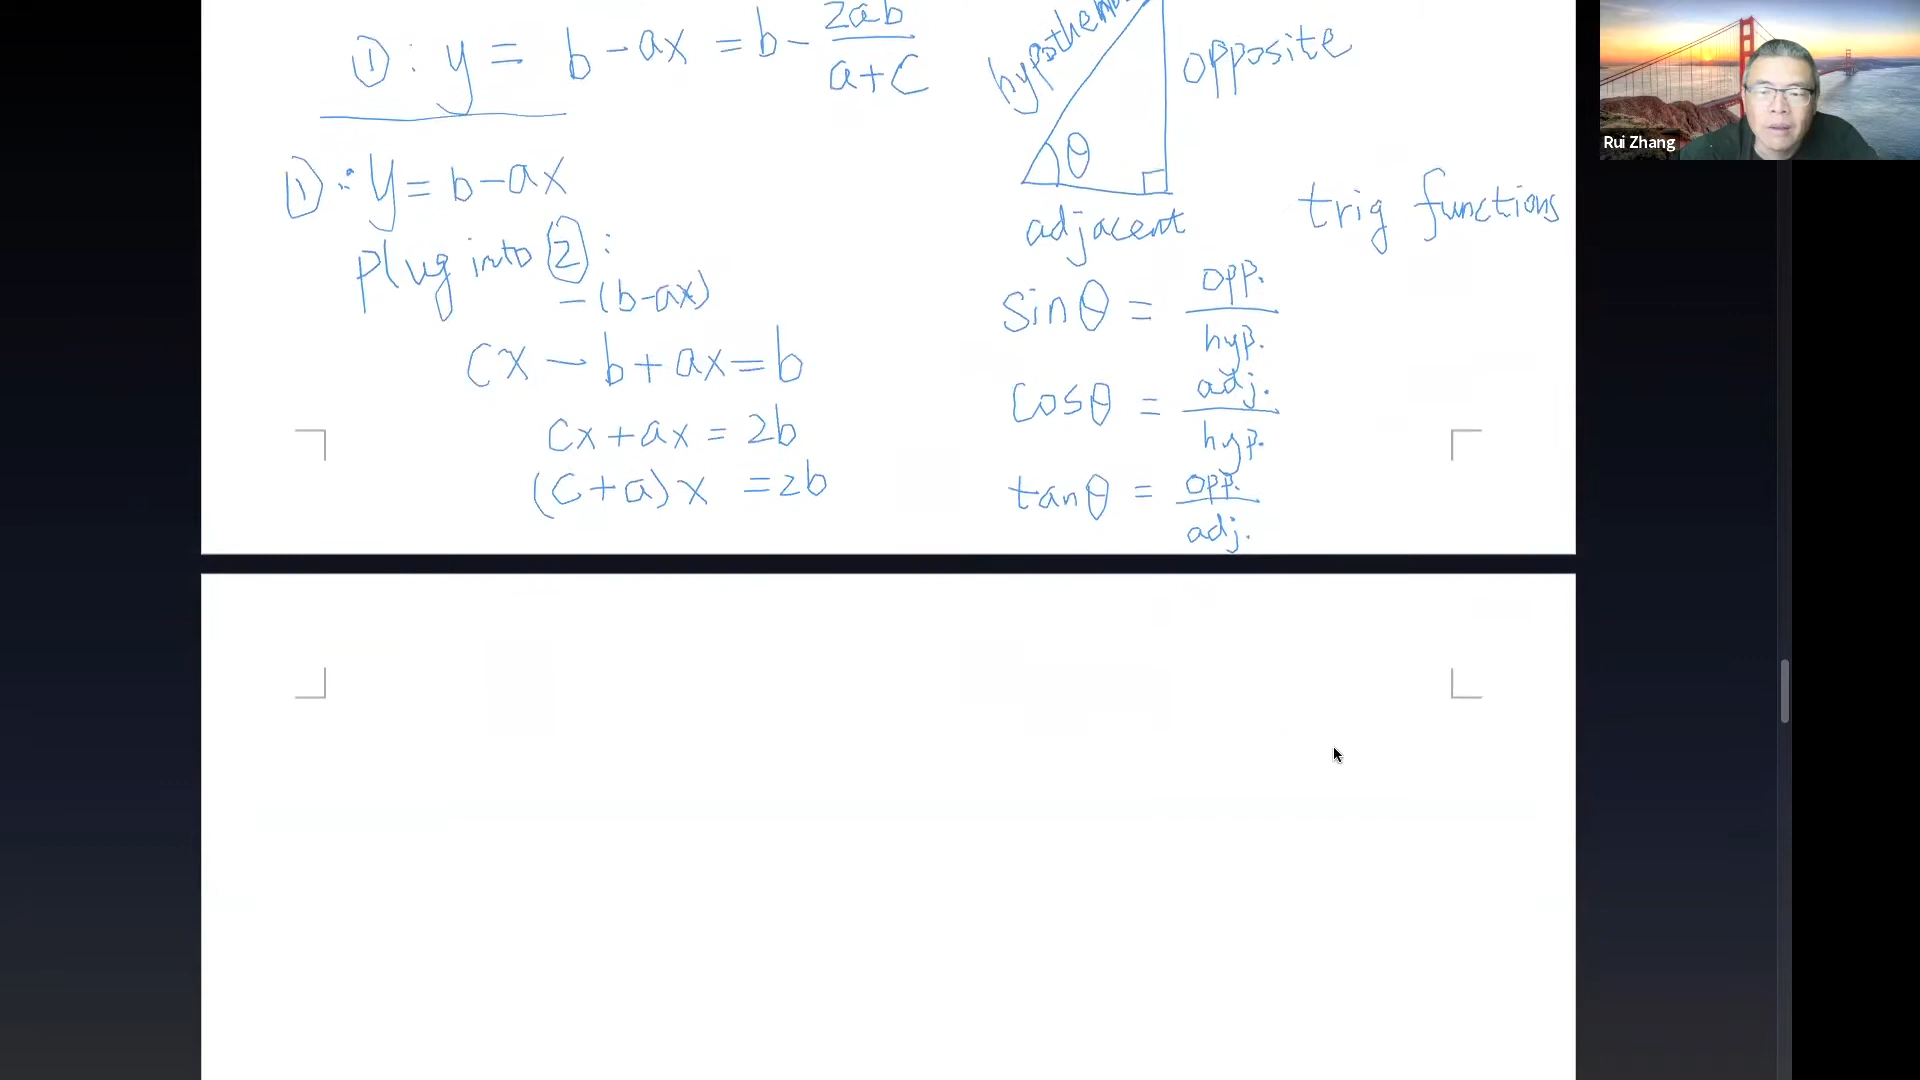 ①: y = b - ax = b - 2ab / a+c
①: y = b - ax
plug into ②:
-(b-ax)
cx - b + ax = b
cx + ax = 2b
(c+a)x = 2b
opposite
θ
adjacent
trig functions
sinθ = opp. / hyp.
cosθ = adj. / hyp.
tanθ = opp. / adj.
Rui Zhang